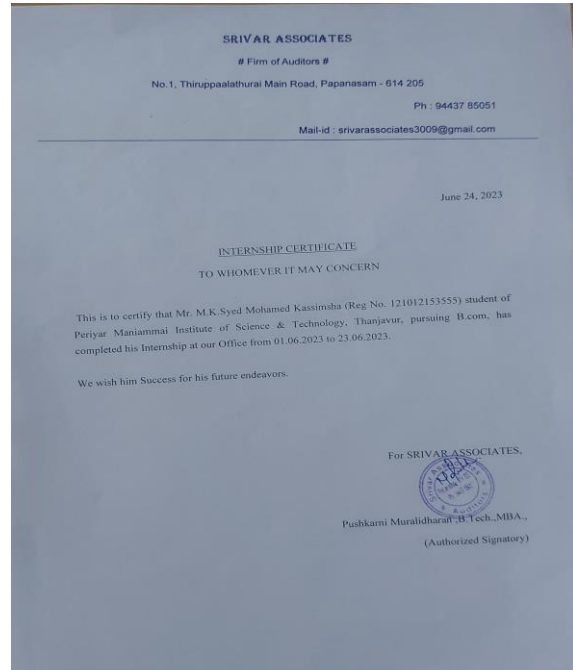 SRIVAR ASSOCIATES
# Firm of Auditors #
No.1, Thiruppaalathurai Main Road, Papanasam - 614 205
Ph : 94437 85051
Mail-id : srivarassociates3009@gmail.com
June 24, 2023
INTERNSHIP CERTIFICATE
TO WHOMEVER IT MAY CONCERN
This is to certify that Mr. M.K.Syed Mohamed Kassimsha (Reg No. 121012153555) student of
Periyar Maniammai Institute of Science & Technology, Thanjavur, pursuing B.com, has
completed his Internship at our Office from 01.06.2023 to 23.06.2023.
We wish him Success for his future endeavors.
For SRIVAR ASSOCIATES,
Srivar Associates
Auditors
Pushkarni Muralidharan ,B.Tech.,MBA.,
(Authorized Signatory)